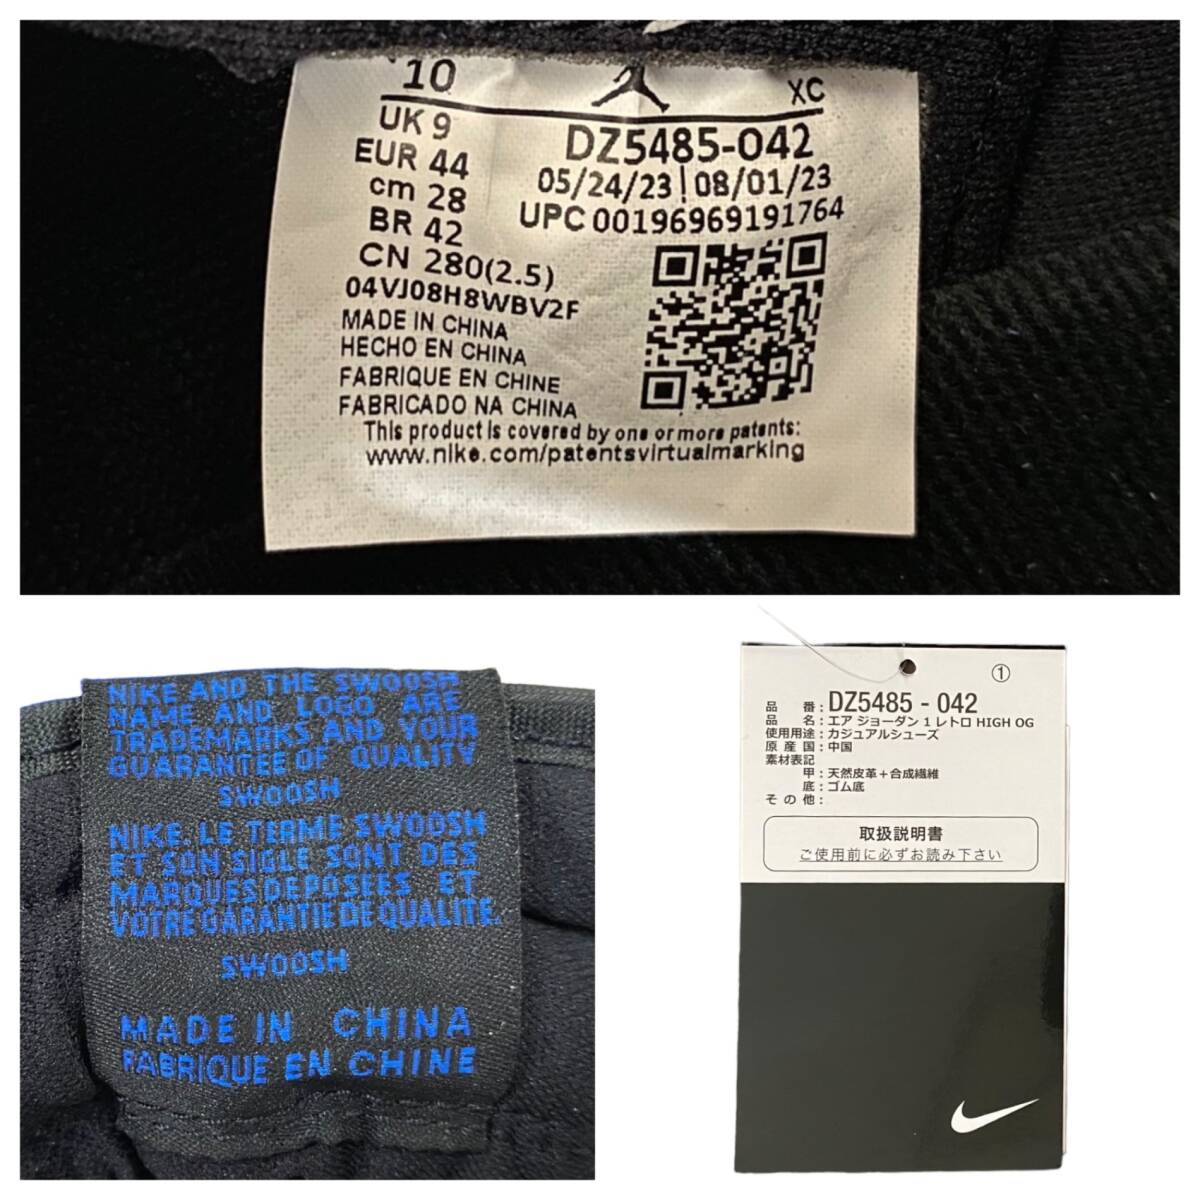 10
XC
UK 9
EUR 44
cm 28
BR 42
CN 280(2.5)
DZ5485-042
05/24/23 | 08/01/23
UPC 00196969191764
04VJ08H8WBV2F
MADE IN CHINA
HECHO EN CHINA
FABRIQUE EN CHINE
FABRICADO NA CHINA
This product is covered by one or more patents:
www.nike.com/patentsvirtualmarking
NIKE AND THE SWOOSH
NAME AND LOGO ARE
TRADEMARKS AND YOUR
GUARANTEE OF QUALITY
SWOOSH
NIKE, LE TERME SWOOSH
ET SON SIGLE SONT DES
MARQUES DEPOSEES ET
VOTRE GARANTIE DE QUALITE.
SWOOSH
MADE IN CHINA
FABRIQUE EN CHINE
①
品番：DZ5485 - 042
品名：エア ジョーダン 1 レトロ HIGH OG
使用用途：カジュアルシューズ
原産国：中国
素材表記
甲：天然皮革＋合成繊維
底：ゴム底
その他：
取扱説明書
ご使用前に必ずお読み下さい